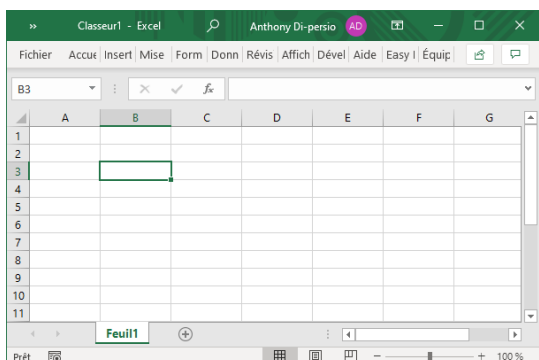 » Classeur1 - Excel Anthony Di-persio AD
Fichier Accue Insert Mise Form Donn Révis Affich Dével Aide Easy I Équip
B3 fx
A B C D E F G
1
2
3
4
5
6
7
8
9
10
11
Feuil1
Prêt 100 %